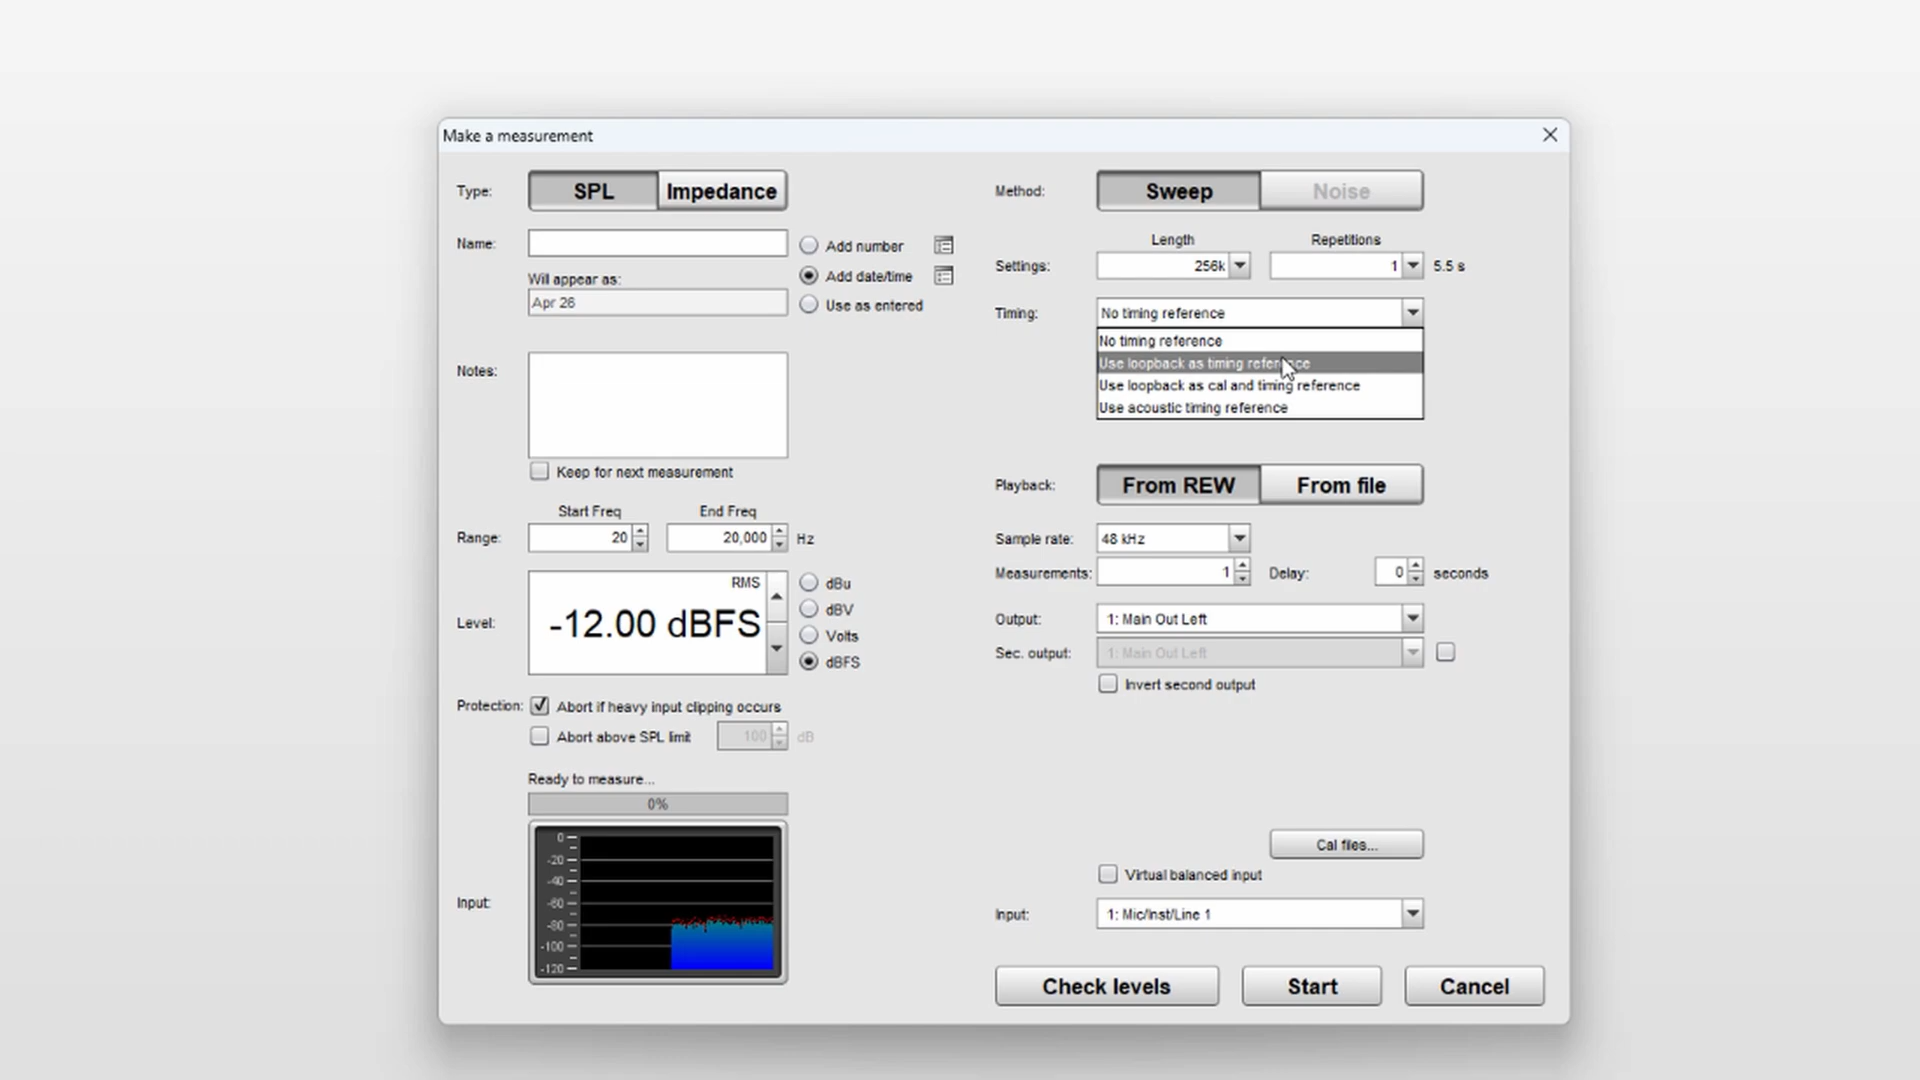 Make a measurement
Type:
SPL
Impedance
Name:
Add number
Add date/time
Use as entered
Will appear as:
Apr 26
Notes:
Keep for next measurement
Start Freq
End Freq
Range:
20
20,000
Hz
RMS
Level:
-12.00 dBFS
dBu
dBV
Volts
dBFS
Protection:
Abort if heavy input clipping occurs
Abort above SPL limit
100
dB
Ready to measure...
0%
Input:
0
-20
-40
-60
-80
-100
-120
Method:
Sweep
Noise
Length
Repetitions
Settings:
256k
1
5.5 s
Timing:
No timing reference
No timing reference
Use loopback as timing reference
Use loopback as cal and timing reference
Use acoustic timing reference
Playback:
From REW
From file
Sample rate:
48 kHz
Measurements:
1
Delay:
0
seconds
Output:
1: Main Out Left
Sec. output:
1: Main Out Left
Invert second output
Cal files...
Virtual balanced input
Input:
1: Mic/Inst/Line 1
Check levels
Start
Cancel